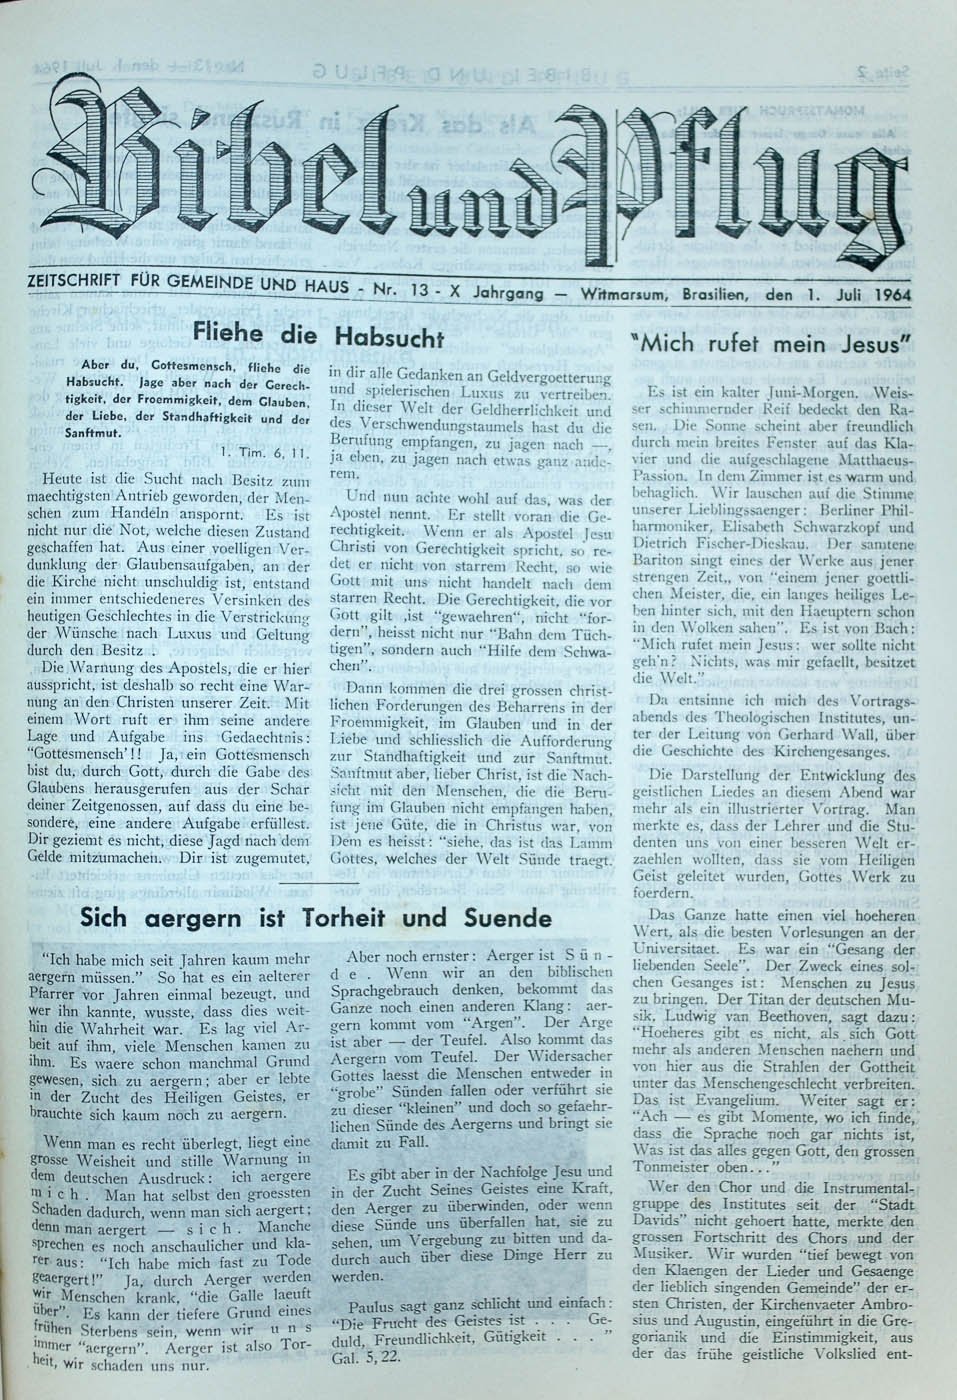 Bibel und Pflug
ZEITSCHRIFT FÜR GEMEINDE UND HAUS - Nr. 13 - X Jahrgang — Witmarsum, Brasilien, den 1. Juli 1964
Fliehe die Habsucht
Aber du, Gottesmensch, fliehe die
Habsucht. Jage aber nach der Gerech-
tigkeit, der Froemmigkeit, dem Glauben,
der Liebe, der Standhaftigkeit und der
Sanftmut.
1. Tim. 6, 11.
Heute ist die Sucht nach Besitz zum
maechtigsten Antrieb geworden, der Men-
schen zum Handeln anspornt. Es ist
nicht nur die Not, welche diesen Zustand
geschaffen hat. Aus einer voelligen Ver-
dunklung der Glaubensaufgaben, an der
die Kirche nicht unschuldig ist, entstand
ein immer entschiedeneres Versinken des
heutigen Geschlechtes in die Verstrickung
der Wünsche nach Luxus und Geltung
durch den Besitz .
Die Warnung des Apostels, die er hier
ausspricht, ist deshalb so recht eine War-
nung an den Christen unserer Zeit. Mit
einem Wort ruft er ihm seine andere
Lage und Aufgabe ins Gedaechtnis:
"Gottesmensch'!! Ja, ein Gottesmensch
bist du, durch Gott, durch die Gabe des
Glaubens herausgerufen aus der Schar
deiner Zeitgenossen, auf dass du eine be-
sondere, eine andere Aufgabe erfüllest.
Dir geziemt es nicht, diese Jagd nach dem
Gelde mitzumachen. Dir ist zugemutet,
in dir alle Gedanken an Geldvergoetterung
und spielerischen Luxus zu vertreiben.
In dieser Welt der Geldherrlichkeit und
des Verschwendungstaumels hast du die
Berufung empfangen, zu jagen nach —,
ja eben, zu jagen nach etwas ganz ande-
rem.
Und nun achte wohl auf das, was der
Apostel nennt. Er stellt voran die Ge-
rechtigkeit. Wenn er als Apostel Jesu
Christi von Gerechtigkeit spricht, so re-
det er nicht von starrem Recht, so wie
Gott mit uns nicht handelt nach dem
starren Recht. Die Gerechtigkeit, die vor
Gott gilt ,ist "gewaehren", nicht "for-
dern", heisst nicht nur "Bahn dem Tüch-
tigen", sondern auch "Hilfe dem Schwa-
chen".
Dann kommen die drei grossen christ-
lichen Forderungen des Beharrens in der
Froemmigkeit, im Glauben und in der
Liebe und schliesslich die Aufforderung
zur Standhaftigkeit und zur Sanftmut.
Sanftmut aber, lieber Christ, ist die Nach-
sicht mit den Menschen, die die Beru-
fung im Glauben nicht empfangen haben,
ist jene Güte, die in Christus war, von
Dem es heisst: "siehe, das ist das Lamm
Gottes, welches der Welt Sünde traegt.
Sich aergern ist Torheit und Suende
"Ich habe mich seit Jahren kaum mehr
aergern müssen." So hat es ein aelterer
Pfarrer vor Jahren einmal bezeugt, und
wer ihn kannte, wusste, dass dies weit-
hin die Wahrheit war. Es lag viel Ar-
beit auf ihm, viele Menschen kamen zu
ihm. Es waere schon manchmal Grund
gewesen, sich zu aergern; aber er lebte
in der Zucht des Heiligen Geistes, er
brauchte sich kaum noch zu aergern.
Wenn man es recht überlegt, liegt eine
grosse Weisheit und stille Warnung in
dem deutschen Ausdruck: ich aergere
m i c h . Man hat selbst den groessten
Schaden dadurch, wenn man sich aergert;
denn man aergert — s i c h . Manche
sprechen es noch anschaulicher und kla-
rer aus: "Ich habe mich fast zu Tode
geaergert!" Ja, durch Aerger werden
wir Menschen krank, "die Galle laeuft
über". Es kann der tiefere Grund eines
frühen Sterbens sein, wenn wir u n s
immer "aergern". Aerger ist also Tor-
heit, wir schaden uns nur.
Aber noch ernster: Aerger ist S ü n -
d e . Wenn wir an den biblischen
Sprachgebrauch denken, bekommt das
Ganze noch einen anderen Klang: aer-
gern kommt vom "Argen". Der Arge
ist aber — der Teufel. Also kommt das
Aergern vom Teufel. Der Widersacher
Gottes laesst die Menschen entweder in
"grobe" Sünden fallen oder verführt sie
zu dieser "kleinen" und doch so gefaehr-
lichen Sünde des Aergerns und bringt sie
damit zu Fall.
Es gibt aber in der Nachfolge Jesu und
in der Zucht Seines Geistes eine Kraft,
den Aerger zu überwinden, oder wenn
diese Sünde uns überfallen hat, sie zu
sehen, um Vergebung zu bitten und da-
durch auch über diese Dinge Herr zu
werden.
Paulus sagt ganz schlicht und einfach:
"Die Frucht des Geistes ist . . . Ge-
duld, Freundlichkeit, Gütigkeit . . . "
Gal. 5, 22.
"Mich rufet mein Jesus"
Es ist ein kalter Juni-Morgen. Weis-
ser schimmernder Reif bedeckt den Ra-
sen. Die Sonne scheint aber freundlich
durch mein breites Fenster auf das Kla-
vier und die aufgeschlagene Matthaeus-
Passion. In dem Zimmer ist es warm und
behaglich. Wir lauschen auf die Stimme
unserer Lieblingssaenger: Berliner Phil-
harmoniker, Elisabeth Schwarzkopf und
Dietrich Fischer-Dieskau. Der samtene
Bariton singt eines der Werke aus jener
strengen Zeit,, von "einem jener goettli-
chen Meister, die, ein langes heiliges Le-
ben hinter sich, mit den Haeuptern schon
in den Wolken sahen". Es ist von Bach:
"Mich rufet mein Jesus: wer sollte nicht
geh'n? Nichts, was mir gefaellt, besitzet
die Welt."
Da entsinne ich mich des Vortrags-
abends des Theologischen Institutes, un-
ter der Leitung von Gerhard Wall, über
die Geschichte des Kirchengesanges.
Die Darstellung der Entwicklung des
geistlichen Liedes an diesem Abend war
mehr als ein illustrierter Vortrag. Man
merkte es, dass der Lehrer und die Stu-
denten uns von einer besseren Welt er-
zaehlen wollten, dass sie vom Heiligen
Geist geleitet wurden, Gottes Werk zu
foerdern.
Das Ganze hatte einen viel hoeheren
Wert, als die besten Vorlesungen an der
Universitaet. Es war ein "Gesang der
liebenden Seele". Der Zweck eines sol-
chen Gesanges ist: Menschen zu Jesus
zu bringen. Der Titan der deutschen Mu-
sik, Ludwig van Beethoven, sagt dazu:
"Hoeheres gibt es nicht, als sich Gott
mehr als anderen Menschen naehern und
von hier aus die Strahlen der Gottheit
unter das Menschengeschlecht verbreiten.
Das ist Evangelium. Weiter sagt er:
"Ach — es gibt Momente, wo ich finde,
dass die Sprache noch gar nichts ist,
Was ist das alles gegen Gott, den grossen
Tonmeister oben..."
Wer den Chor und die Instrumental-
gruppe des Institutes seit der "Stadt
Davids" nicht gehoert hatte, merkte den
grossen Fortschritt des Chors und der
Musiker. Wir wurden "tief bewegt von
den Klaengen der Lieder und Gesaenge
der lieblich singenden Gemeinde" der er-
sten Christen, der Kirchenvaeter Ambro-
sius und Augustin, eingeführt in die Gre-
gorianik und die Einstimmigkeit, aus
der das frühe geistliche Volkslied ent-